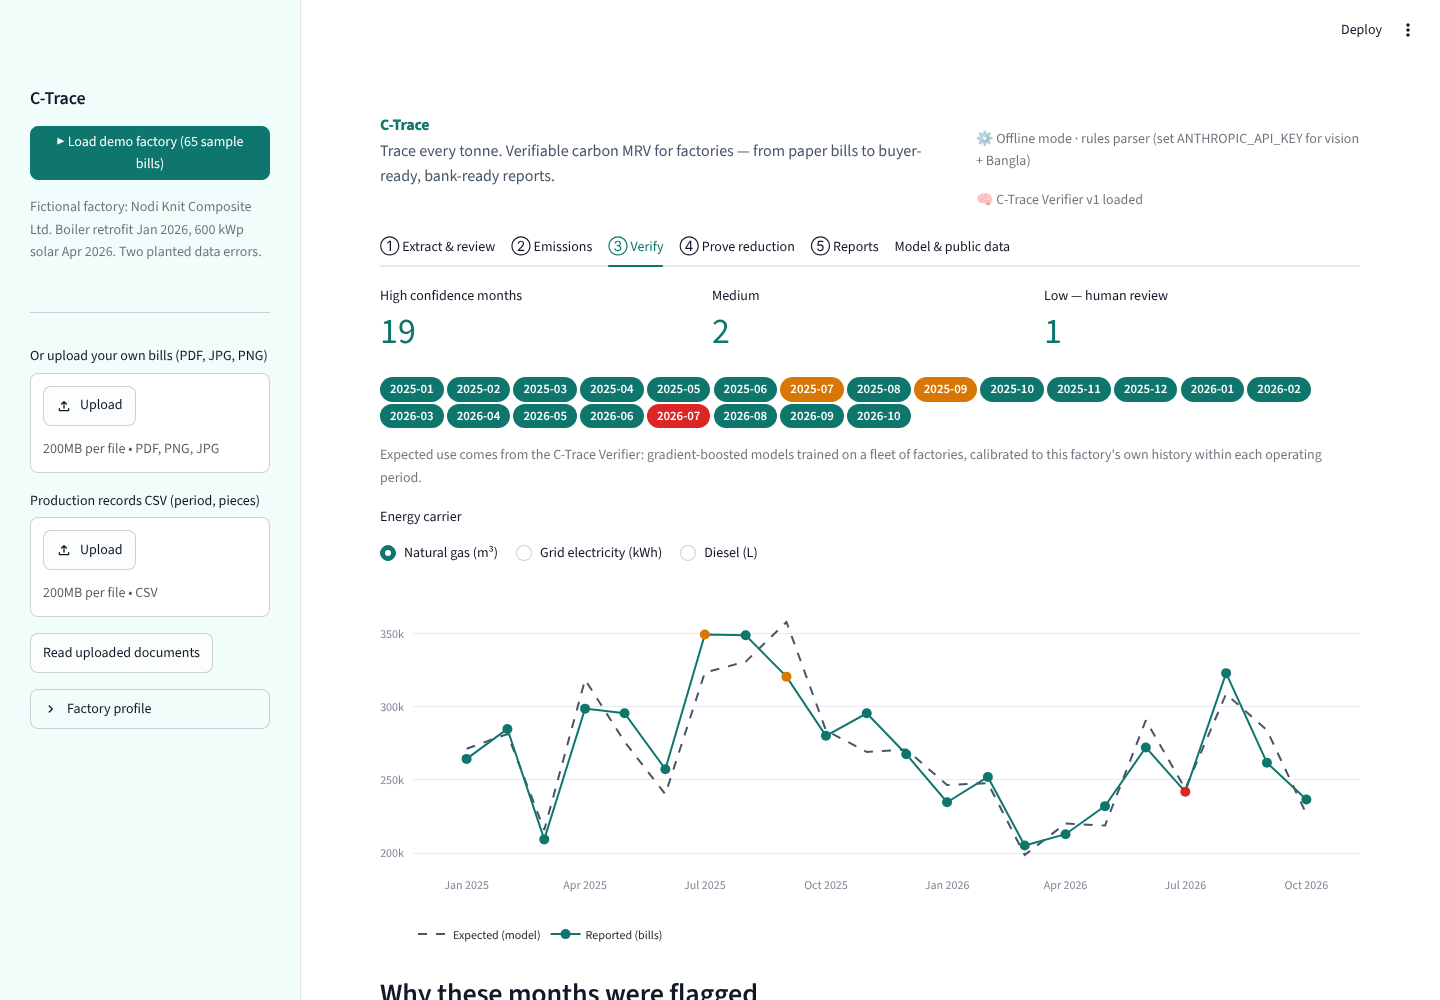 Deploy
C-Trace
▸ Load demo factory (65 sample
bills)
Fictional factory: Nodi Knit Composite
Ltd. Boiler retrofit Jan 2026, 600 kWp
solar Apr 2026. Two planted data errors.
Or upload your own bills (PDF, JPG, PNG)
Upload
200MB per file • PDF, PNG, JPG
Production records CSV (period, pieces)
Upload
200MB per file • CSV
Read uploaded documents
Factory profile
C-Trace
Trace every tonne. Verifiable carbon MRV for factories — from paper bills to buyer-
ready, bank-ready reports.
⚙️ Offline mode · rules parser (set ANTHROPIC_API_KEY for vision
+ Bangla)
🧠 C-Trace Verifier v1 loaded
① Extract & review ② Emissions ③ Verify ④ Prove reduction ⑤ Reports Model & public data
High confidence months Medium Low — human review
19 2 1
2025-01 2025-02 2025-03 2025-04 2025-05 2025-06 2025-07 2025-08 2025-09 2025-10 2025-11 2025-12 2026-01 2026-02
2026-03 2026-04 2026-05 2026-06 2026-07 2026-08 2026-09 2026-10
Expected use comes from the C-Trace Verifier: gradient-boosted models trained on a fleet of factories, calibrated to this factory's own history within each operating
period.
Energy carrier
Natural gas (m³) Grid electricity (kWh) Diesel (L)
350k
300k
250k
200k
Jan 2025 Apr 2025 Jul 2025 Oct 2025 Jan 2026 Apr 2026 Jul 2026 Oct 2026
Expected (model) Reported (bills)
Why these months were flagged